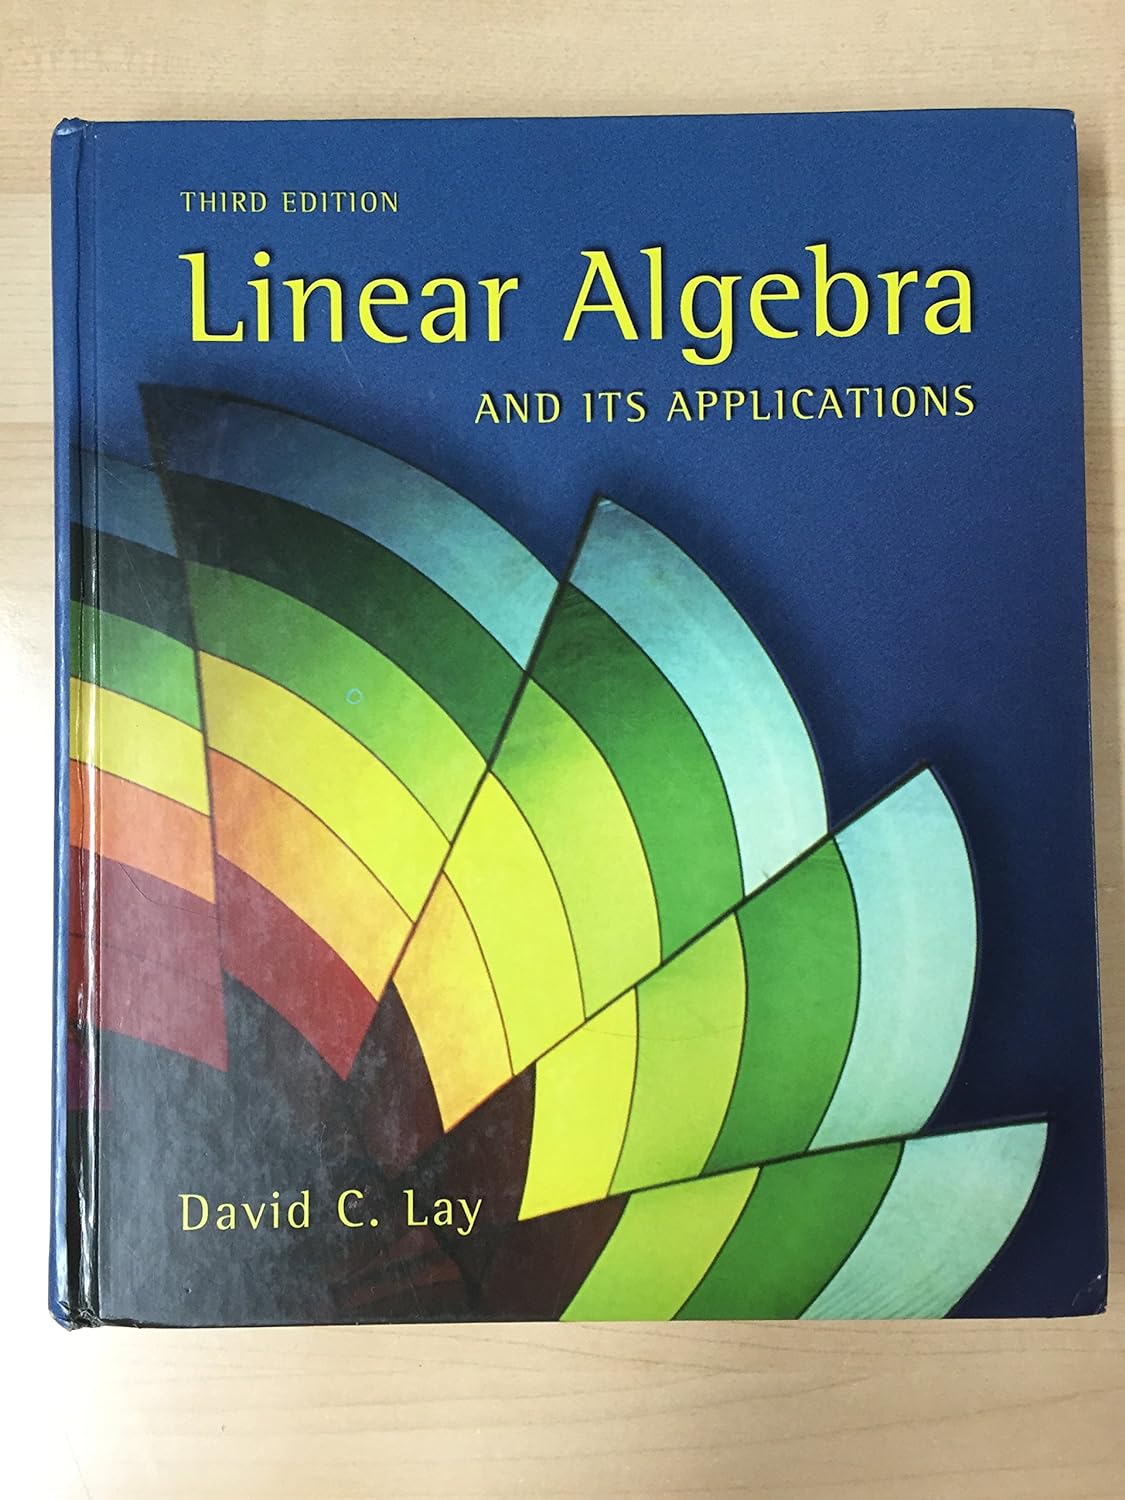 THIRD EDITION
Linear Algebra
AND ITS APPLICATIONS
David C. Lay